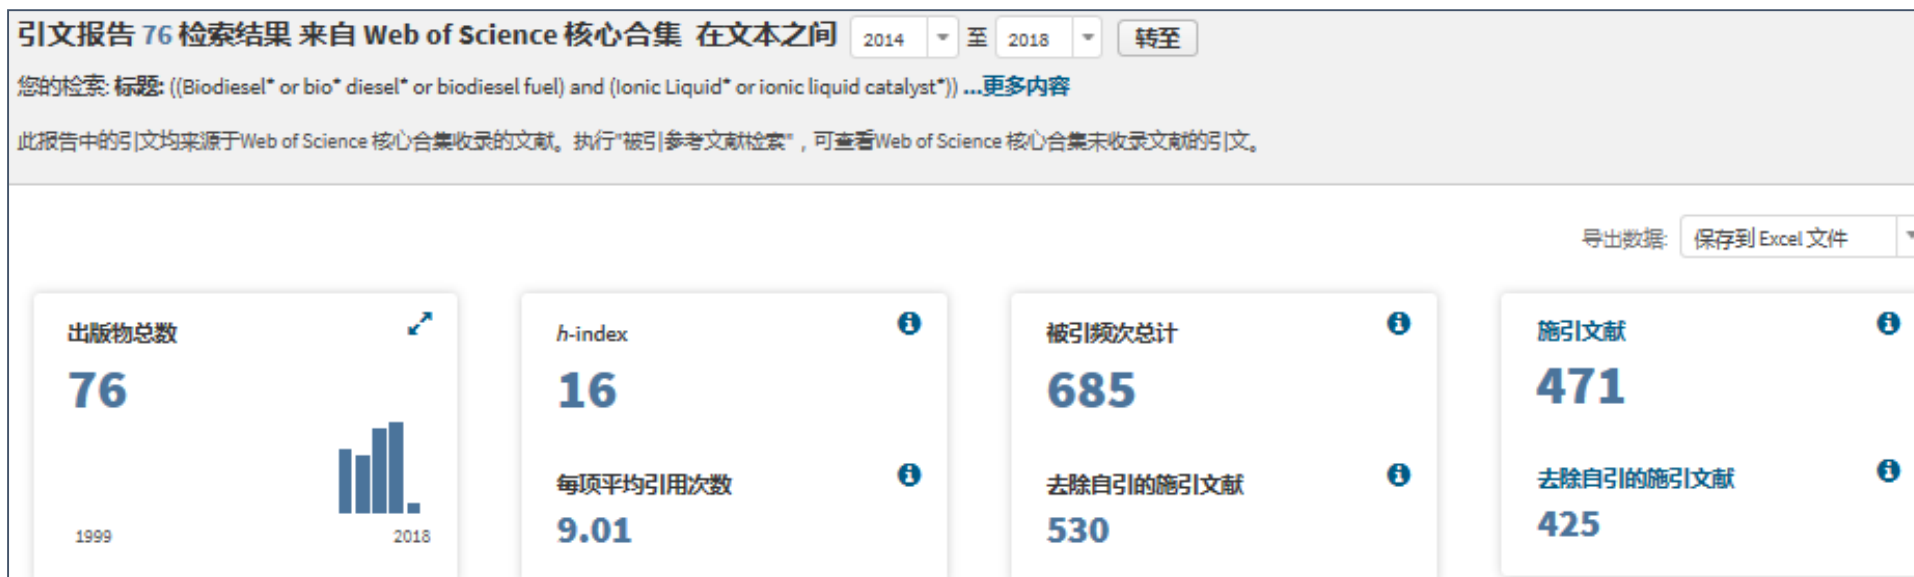 引文报告 76 检索结果 来自 Web of Science 核心合集 在文本之间 2014 至 2018 转至
您的检索: 标题: ((Biodiesel* or bio* diesel* or biodiesel fuel) and (Ionic Liquid* or ionic liquid catalyst*)) ...更多内容
此报告中的引文均来源于Web of Science 核心合集收录的文献。执行"被引参考文献检索"，可查看Web of Science 核心合集未收录文献的引文。
导出数据: 保存到 Excel 文件
出版物总数
76
1999 2018
h-index
16
每项平均引用次数
9.01
被引频次总计
685
去除自引的施引文献
530
施引文献
471
去除自引的施引文献
425